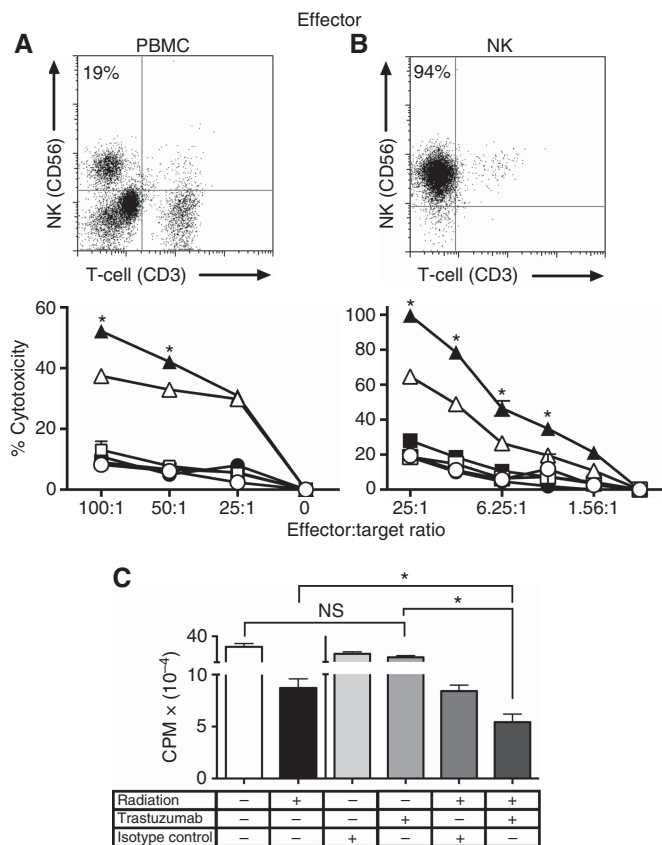 Effector
A
PBMC
19%
NK (CD56)
T-cell (CD3)
B
NK
94%
NK (CD56)
T-cell (CD3)
% Cytotoxicity
60
40
20
0
* *
100:1 50:1 25:1 0
100
80
60
40
20
0
* * * *
25:1 6.25:1 1.56:1
Effector:target ratio
C
*
NS *
CPM × (10⁻⁴)
40
10
5
0
Radiation – + – – + +
Trastuzumab – – – + – +
Isotype control – – + – + –